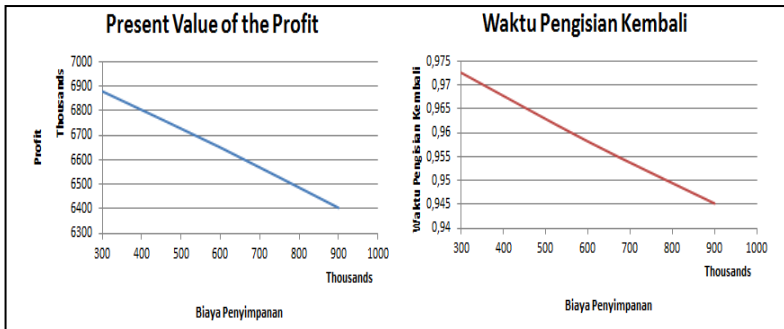 Present Value of the Profit
Profit
Thousands
7000
6900
6800
6700
6600
6500
6400
6300
300 400 500 600 700 800 900 1000
Thousands
Biaya Penyimpanan
Waktu Pengisian Kembali
Waktu Pengisian Kembali
0,975
0,97
0,965
0,96
0,955
0,95
0,945
0,94
300 400 500 600 700 800 900 1000
Thousands
Biaya Penyimpanan